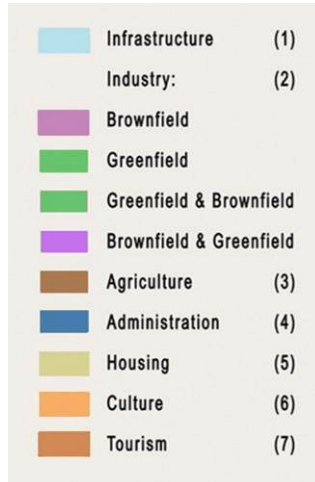 Infrastructure (1)
Industry: (2)
Brownfield
Greenfield
Greenfield & Brownfield
Brownfield & Greenfield
Agriculture (3)
Administration (4)
Housing (5)
Culture (6)
Tourism (7)